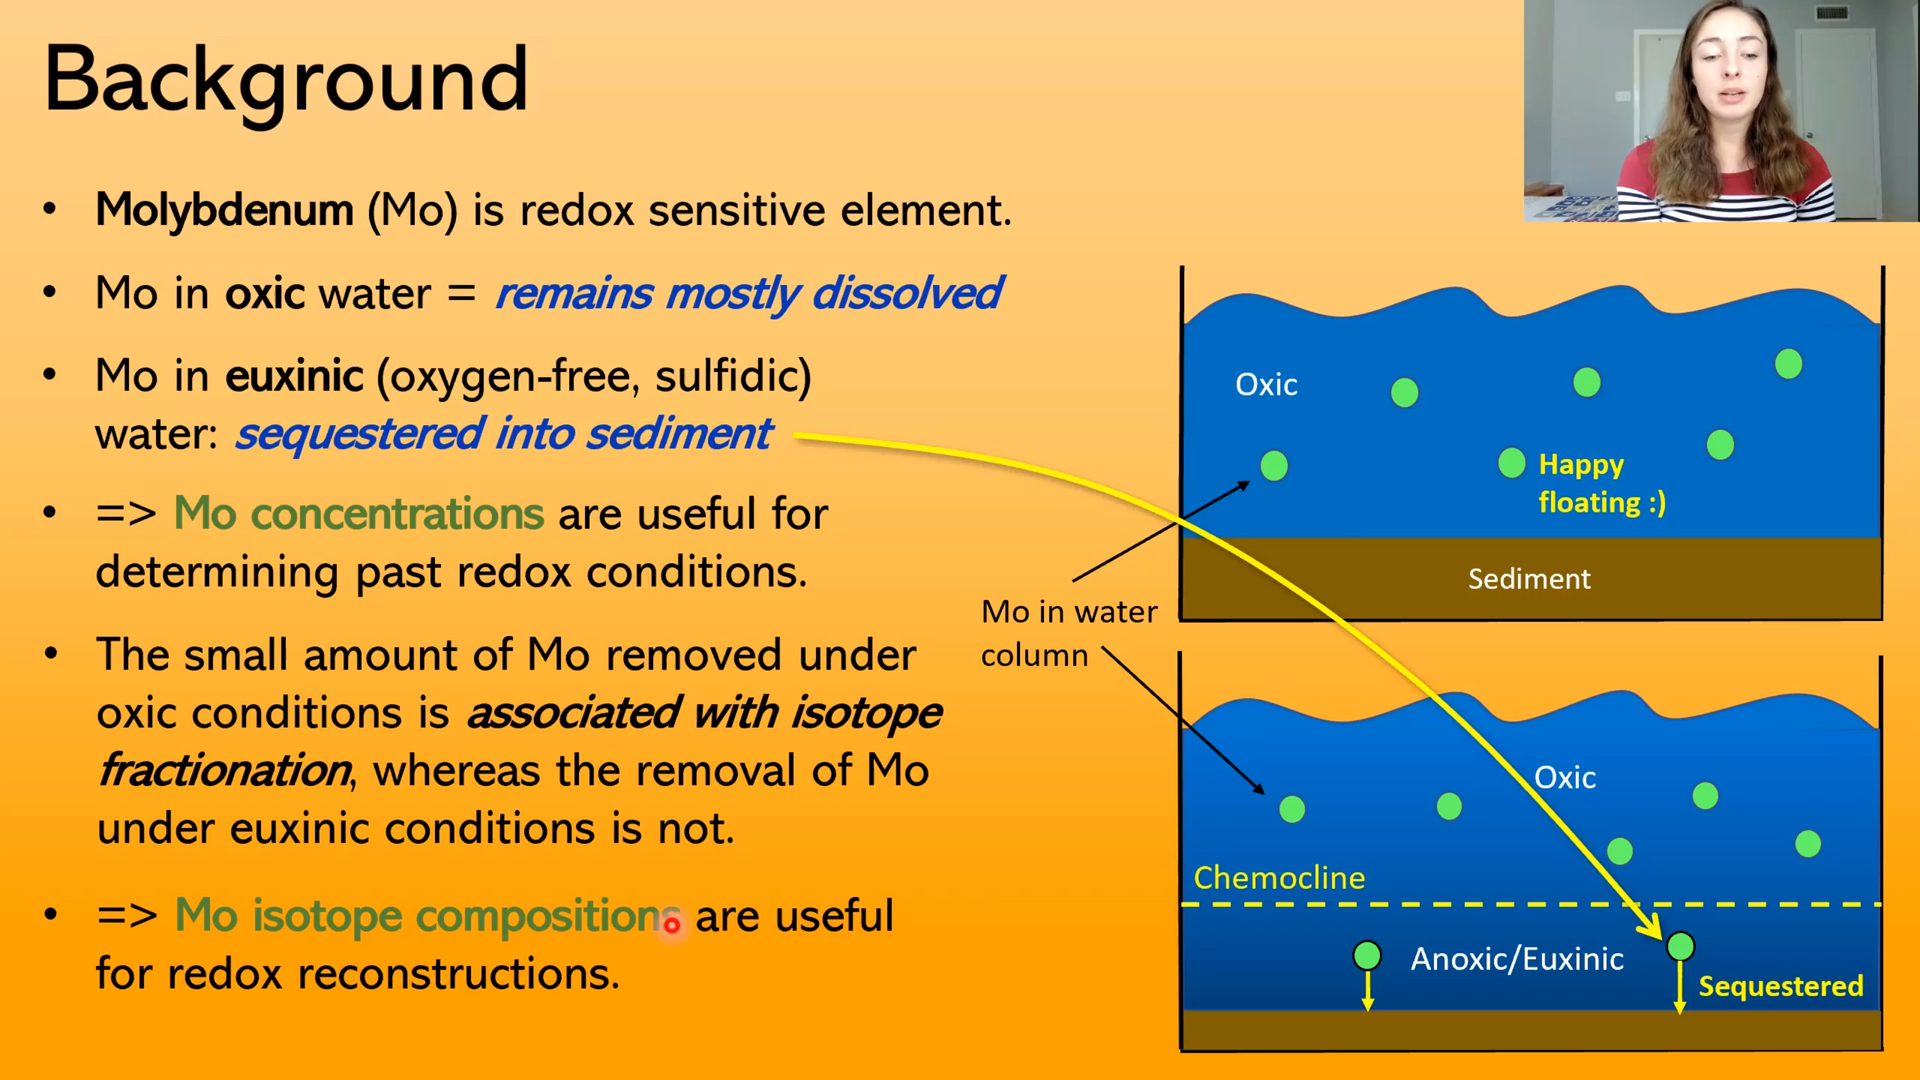 Background
• Molybdenum (Mo) is redox sensitive element.
• Mo in oxic water = remains mostly dissolved
• Mo in euxinic (oxygen-free, sulfidic)
water: sequestered into sediment
• => Mo concentrations are useful for
determining past redox conditions.
• The small amount of Mo removed under
oxic conditions is associated with isotope
fractionation, whereas the removal of Mo
under euxinic conditions is not.
• => Mo isotope compositions are useful
for redox reconstructions.
Oxic
Happy
floating :)
Sediment
Mo in water
column
Oxic
Chemocline
Anoxic/Euxinic
Sequestered